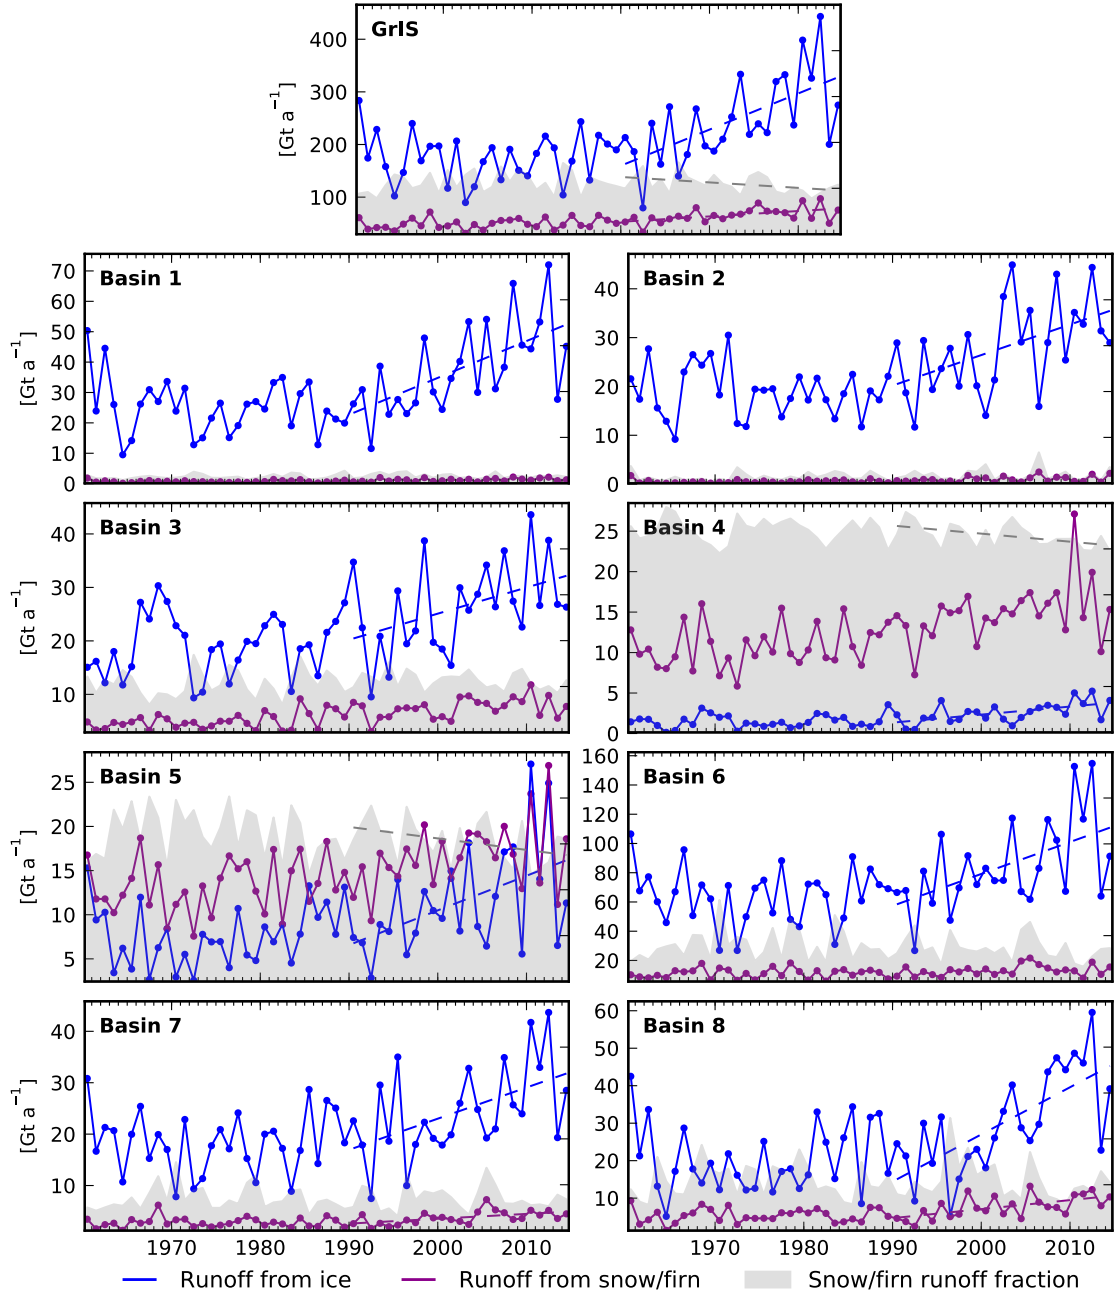 GrIS
[Gt a⁻¹]
400
300
200
100
Basin 1
[Gt a⁻¹]
70
60
50
40
30
20
10
0
Basin 2
40
30
20
10
0
Basin 3
[Gt a⁻¹]
40
30
20
10
Basin 4
25
20
15
10
5
0
Basin 5
[Gt a⁻¹]
25
20
15
10
5
Basin 6
160
140
120
100
80
60
40
20
Basin 7
[Gt a⁻¹]
40
30
20
10
1970 1980 1990 2000 2010
Basin 8
60
50
40
30
20
10
1970 1980 1990 2000 2010
Runoff from ice Runoff from snow/firn Snow/firn runoff fraction